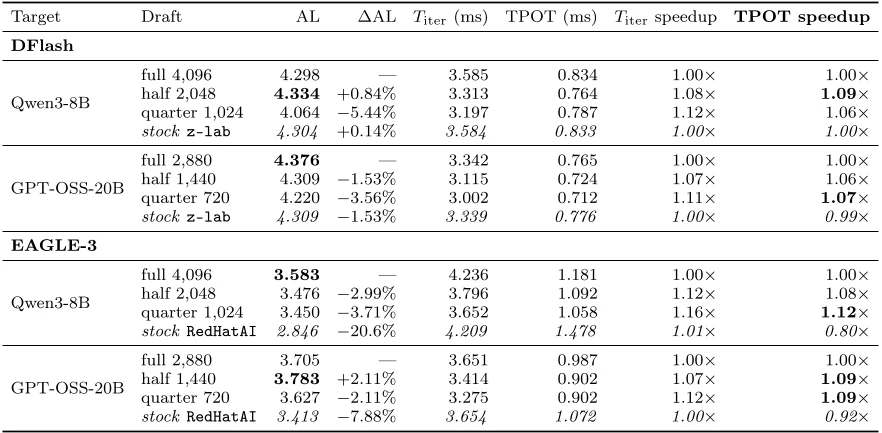 Target Draft AL ΔAL T_iter (ms) TPOT (ms) T_iter speedup TPOT speedup
DFlash
full 4,096 4.298 — 3.585 0.834 1.00× 1.00×
half 2,048 4.334 +0.84% 3.313 0.764 1.08× 1.09×
Qwen3-8B
quarter 1,024 4.064 −5.44% 3.197 0.787 1.12× 1.06×
stock z-lab 4.304 +0.14% 3.584 0.833 1.00× 1.00×
full 2,880 4.376 — 3.342 0.765 1.00× 1.00×
half 1,440 4.309 −1.53% 3.115 0.724 1.07× 1.06×
GPT-OSS-20B
quarter 720 4.220 −3.56% 3.002 0.712 1.11× 1.07×
stock z-lab 4.309 −1.53% 3.339 0.776 1.00× 0.99×
EAGLE-3
full 4,096 3.583 — 4.236 1.181 1.00× 1.00×
half 2,048 3.476 −2.99% 3.796 1.092 1.12× 1.08×
Qwen3-8B
quarter 1,024 3.450 −3.71% 3.652 1.058 1.16× 1.12×
stock RedHatAI 2.846 −20.6% 4.209 1.478 1.01× 0.80×
full 2,880 3.705 — 3.651 0.987 1.00× 1.00×
half 1,440 3.783 +2.11% 3.414 0.902 1.07× 1.09×
GPT-OSS-20B
quarter 720 3.627 −2.11% 3.275 0.902 1.12× 1.09×
stock RedHatAI 3.413 −7.88% 3.654 1.072 1.00× 0.92×